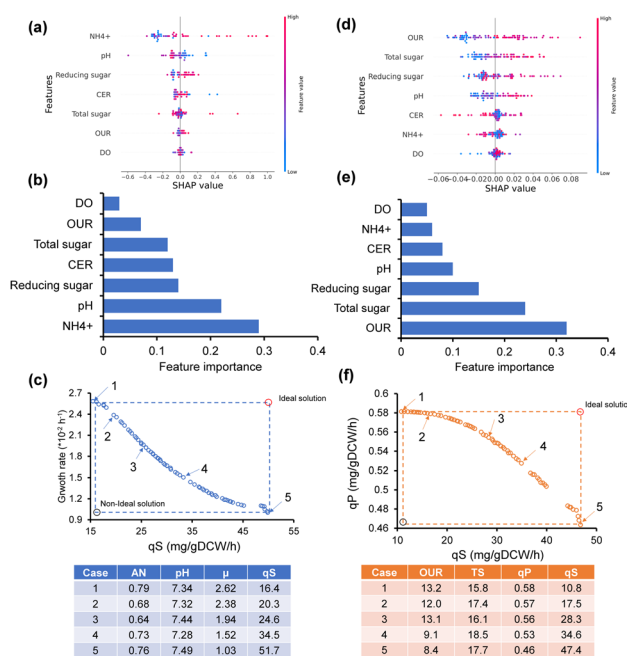 (a)
High
NH4+
pH
Reducing sugar
CER
Total sugar
OUR
DO
Features
Feature value
Low
-0.6 -0.4 -0.2 0.0 0.2 0.4 0.6 0.8 1.0
SHAP value
(d)
High
OUR
Total sugar
Reducing sugar
pH
CER
NH4+
DO
Features
Feature value
Low
-0.06 -0.04 -0.02 0.00 0.02 0.04 0.06 0.08
SHAP value
(b)
DO
OUR
Total sugar
CER
Reducing sugar
pH
NH4+
0 0.1 0.2 0.3 0.4
Feature importance
(e)
DO
NH4+
CER
pH
Reducing sugar
Total sugar
OUR
0 0.1 0.2 0.3 0.4
Feature importance
(c)
Grwoth rate (*10-2 h-1)
2.7
2.4
2.1
1.8
1.5
1.2
0.9
1
2
3
4
5
Ideal solution
Non-Ideal solution
15 25 35 45 55
qS (mg/gDCW/h)
(f)
qP (mg/gDCW/h)
0.6
0.58
0.56
0.54
0.52
0.5
0.48
0.46
1
2
3
4
5
Ideal solution
Non-Ideal solution
10 20 30 40 50
qS (mg/gDCW/h)
Case AN pH μ qS
1 0.79 7.34 2.62 16.4
2 0.68 7.32 2.38 20.3
3 0.64 7.44 1.94 24.6
4 0.73 7.28 1.52 34.5
5 0.76 7.49 1.03 51.7
Case OUR TS qP qS
1 13.2 15.8 0.58 10.8
2 12.0 17.4 0.57 17.5
3 13.1 16.1 0.56 28.3
4 9.1 18.5 0.53 34.6
5 8.4 17.7 0.46 47.4